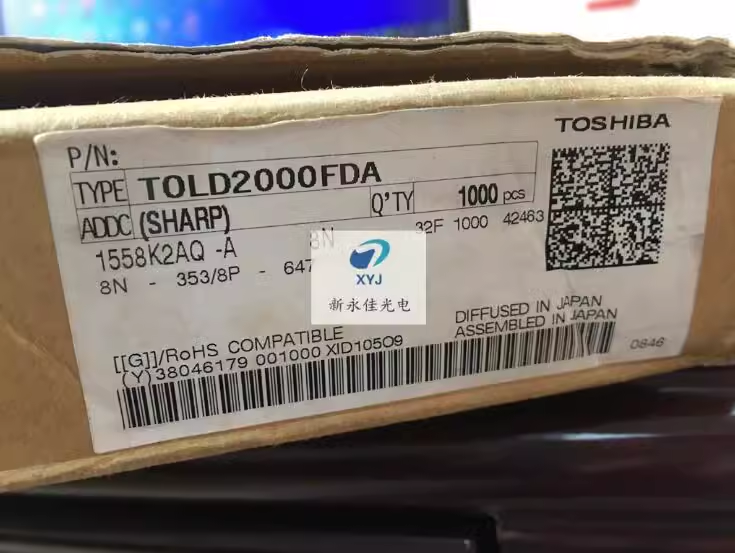 TOSHIBA
P/N:
TYPE TOLD2000FDA
ADDC (SHARP) Q'TY 1000 pcs
1558K2AQ -A 8N 32F 1000 42463
8N - 353/8P - 647
XYJ
新永佳光电
[[G]]/RoHS COMPATIBLE DIFFUSED IN JAPAN
(Y)38046179 001000 XID10509 ASSEMBLED IN JAPAN
0846